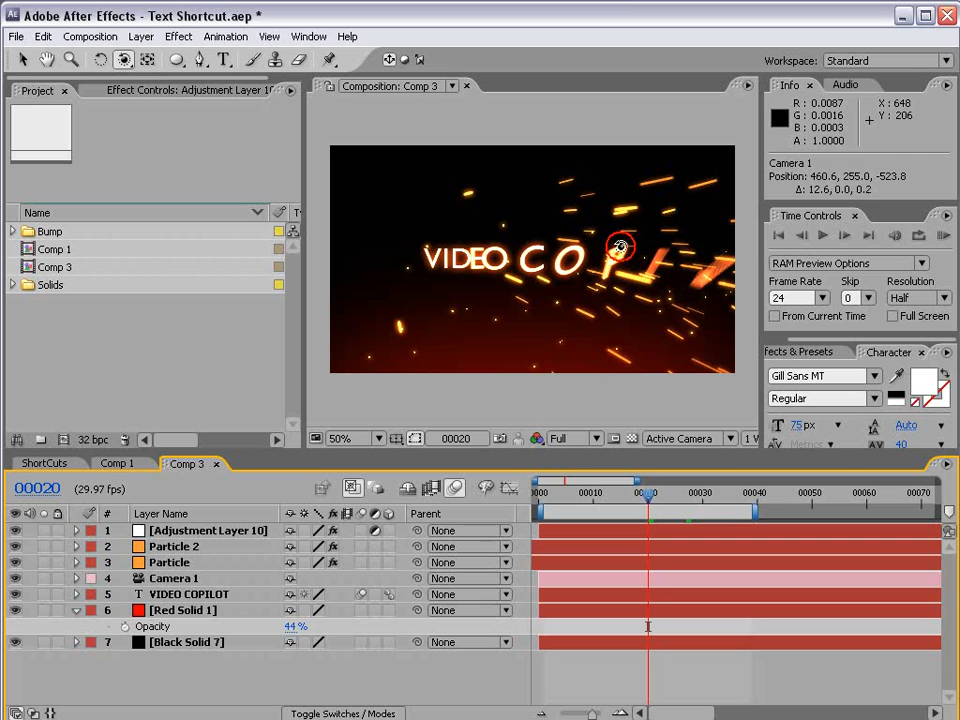 Adobe After Effects - Text Shortcut.aep *
File Edit Composition Layer Effect Animation View Window Help
Workspace: Standard
Project × Effect Controls: Adjustment Layer 10
Composition: Comp 3
Info × Audio
R : 0.0087
G : 0.0016
B : 0.0003
A : 1.0000
X : 648
Y : 206
Camera 1
Position: 460.6, 255.0, -523.8
Δ: 12.6, 0.0, 0.2
Name
Bump
Comp 1
Comp 3
Solids
VIDEO COPI
Time Controls ×
RAM Preview Options
Frame Rate Skip Resolution
24 0 Half
From Current Time Full Screen
ffects & Presets Character ×
Gill Sans MT
Regular
75 px Auto
Metrics 40
32 bpc
50% 00020 Full Active Camera 1 V
ShortCuts Comp 1 Comp 3 ×
00020 (29.97 fps)
0000 00010 00020 00030 00040 00050 00060 00070
# Layer Name Parent
1 [Adjustment Layer 10] None
2 Particle 2 None
3 Particle None
4 Camera 1 None
5 T VIDEO COPILOT None
6 [Red Solid 1] None
Opacity 44 %
7 [Black Solid 7] None
Toggle Switches / Modes